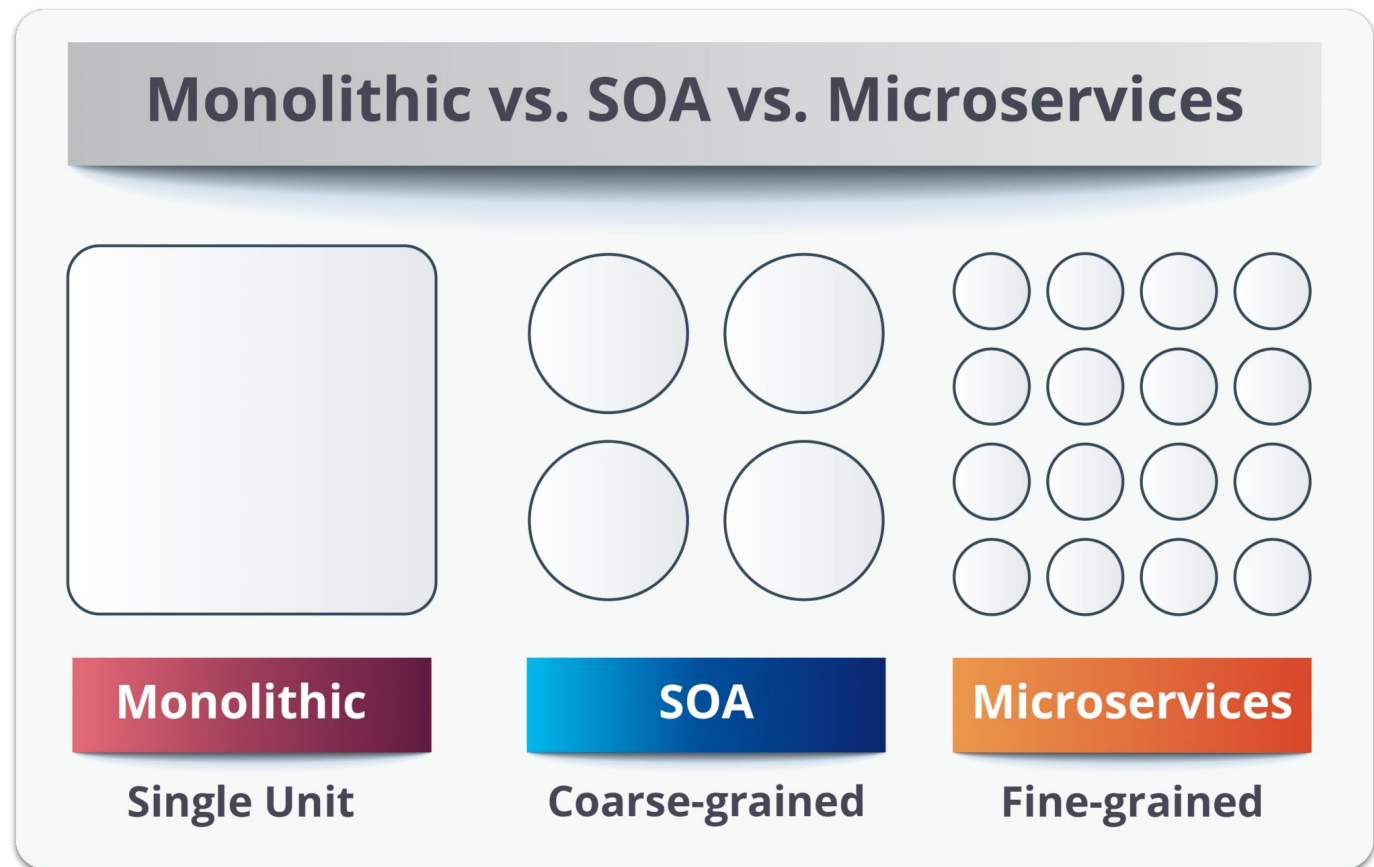 Monolithic vs. SOA vs. Microservices
Monolithic
SOA
Microservices
Single Unit
Coarse-grained
Fine-grained